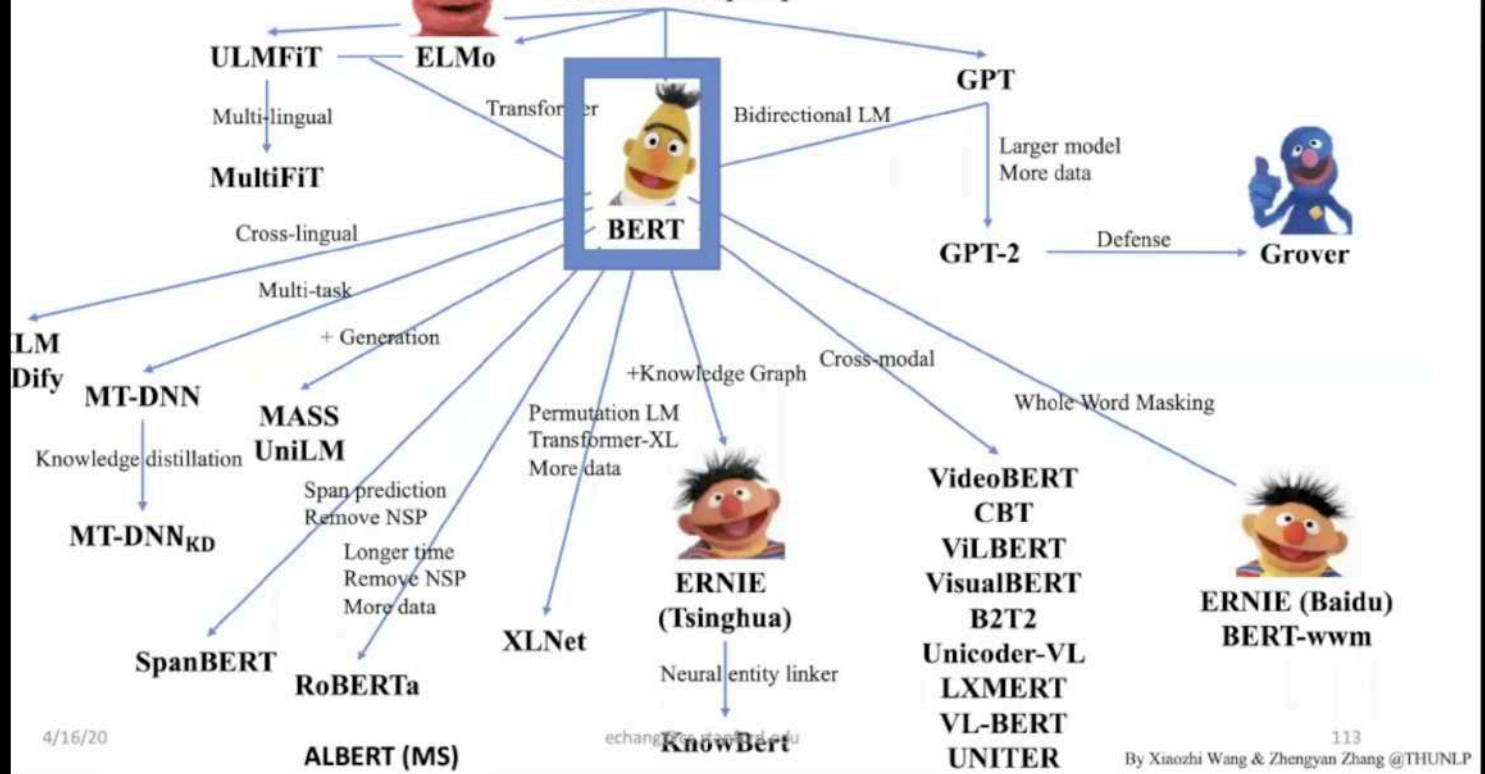 ULMFiT
ELMo
GPT
Multi-lingual
Transfor er
Bidirectional LM
Larger model
More data
MultiFiT
BERT
Cross-lingual
GPT-2
Defense
Grover
Multi-task
+ Generation
LM
Dify
MT-DNN
MASS
UniLM
Knowledge distillation
MT-DNNKD
+Knowledge Graph
Cross-modal
Whole Word Masking
Permutation LM
Transformer-XL
More data
Span prediction
Remove NSP
Longer time
Remove NSP
More data
SpanBERT
RoBERTa
XLNet
ERNIE
(Tsinghua)
Neural entity linker
KnowBert
VideoBERT
CBT
ViLBERT
VisualBERT
B2T2
Unicoder-VL
LXMERT
VL-BERT
UNITER
ERNIE (Baidu)
BERT-wwm
4/16/20
ALBERT (MS)
113
By Xiaozhi Wang & Zhengyan Zhang @THUNLP